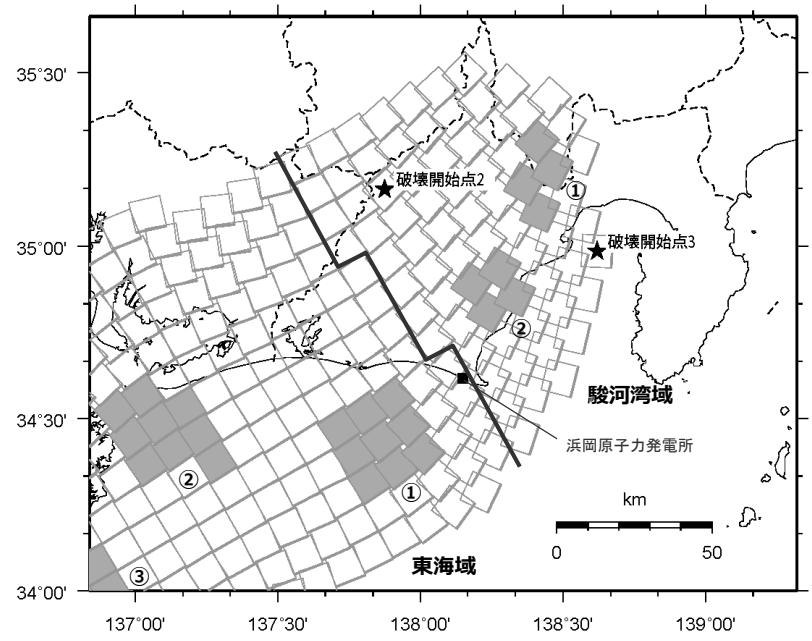 35°30'
35°00'
34°30'
34°00'
137°00'
137°30'
138°00'
138°30'
139°00'
破壊開始点2
①
破壊開始点3
②
駿河湾域
浜岡原子力発電所
②
①
③
東海域
km
0
50